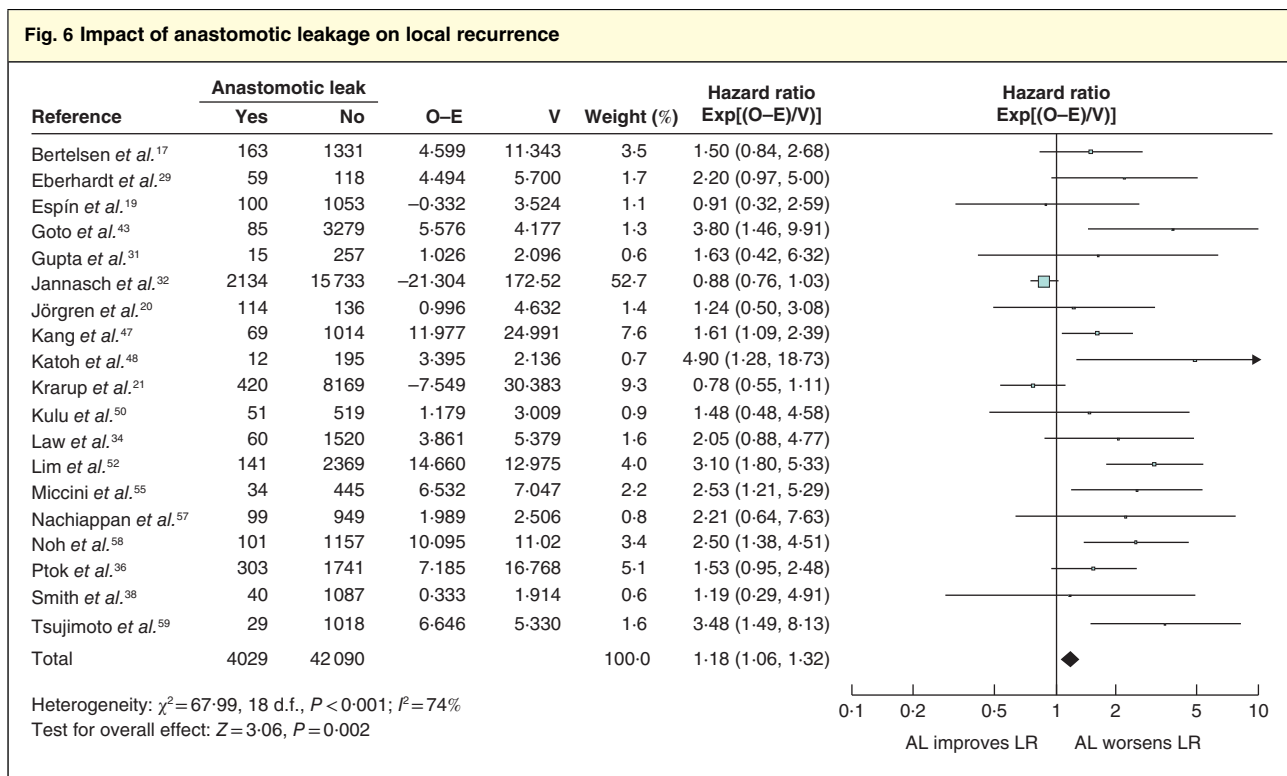 Fig. 6 Impact of anastomotic leakage on local recurrence
Anastomotic leak Hazard ratio Hazard ratio
Reference Yes No O–E V Weight (%) Exp[(O–E)/V] Exp[(O–E)/V]
Bertelsen et al.17 163 1331 4·599 11·343 3·5 1·50 (0·84, 2·68)
Eberhardt et al.29 59 118 4·494 5·700 1·7 2·20 (0·97, 5·00)
Espín et al.19 100 1053 –0·332 3·524 1·1 0·91 (0·32, 2·59)
Goto et al.43 85 3279 5·576 4·177 1·3 3·80 (1·46, 9·91)
Gupta et al.31 15 257 1·026 2·096 0·6 1·63 (0·42, 6·32)
Jannasch et al.32 2134 15 733 –21·304 172·52 52·7 0·88 (0·76, 1·03)
Jörgren et al.20 114 136 0·996 4·632 1·4 1·24 (0·50, 3·08)
Kang et al.47 69 1014 11·977 24·991 7·6 1·61 (1·09, 2·39)
Katoh et al.48 12 195 3·395 2·136 0·7 4·90 (1·28, 18·73)
Krarup et al.21 420 8169 –7·549 30·383 9·3 0·78 (0·55, 1·11)
Kulu et al.50 51 519 1·179 3·009 0·9 1·48 (0·48, 4·58)
Law et al.34 60 1520 3·861 5·379 1·6 2·05 (0·88, 4·77)
Lim et al.52 141 2369 14·660 12·975 4·0 3·10 (1·80, 5·33)
Miccini et al.55 34 445 6·532 7·047 2·2 2·53 (1·21, 5·29)
Nachiappan et al.57 99 949 1·989 2·506 0·8 2·21 (0·64, 7·63)
Noh et al.58 101 1157 10·095 11·02 3·4 2·50 (1·38, 4·51)
Ptok et al.36 303 1741 7·185 16·768 5·1 1·53 (0·95, 2·48)
Smith et al.38 40 1087 0·333 1·914 0·6 1·19 (0·29, 4·91)
Tsujimoto et al.59 29 1018 6·646 5·330 1·6 3·48 (1·49, 8·13)
Total 4029 42 090 100·0 1·18 (1·06, 1·32)
Heterogeneity: χ2=67·99, 18 d.f., P<0·001; I2=74%
Test for overall effect: Z=3·06, P=0·002
0·1 0·2 0·5 1 2 5 10
AL improves LR AL worsens LR